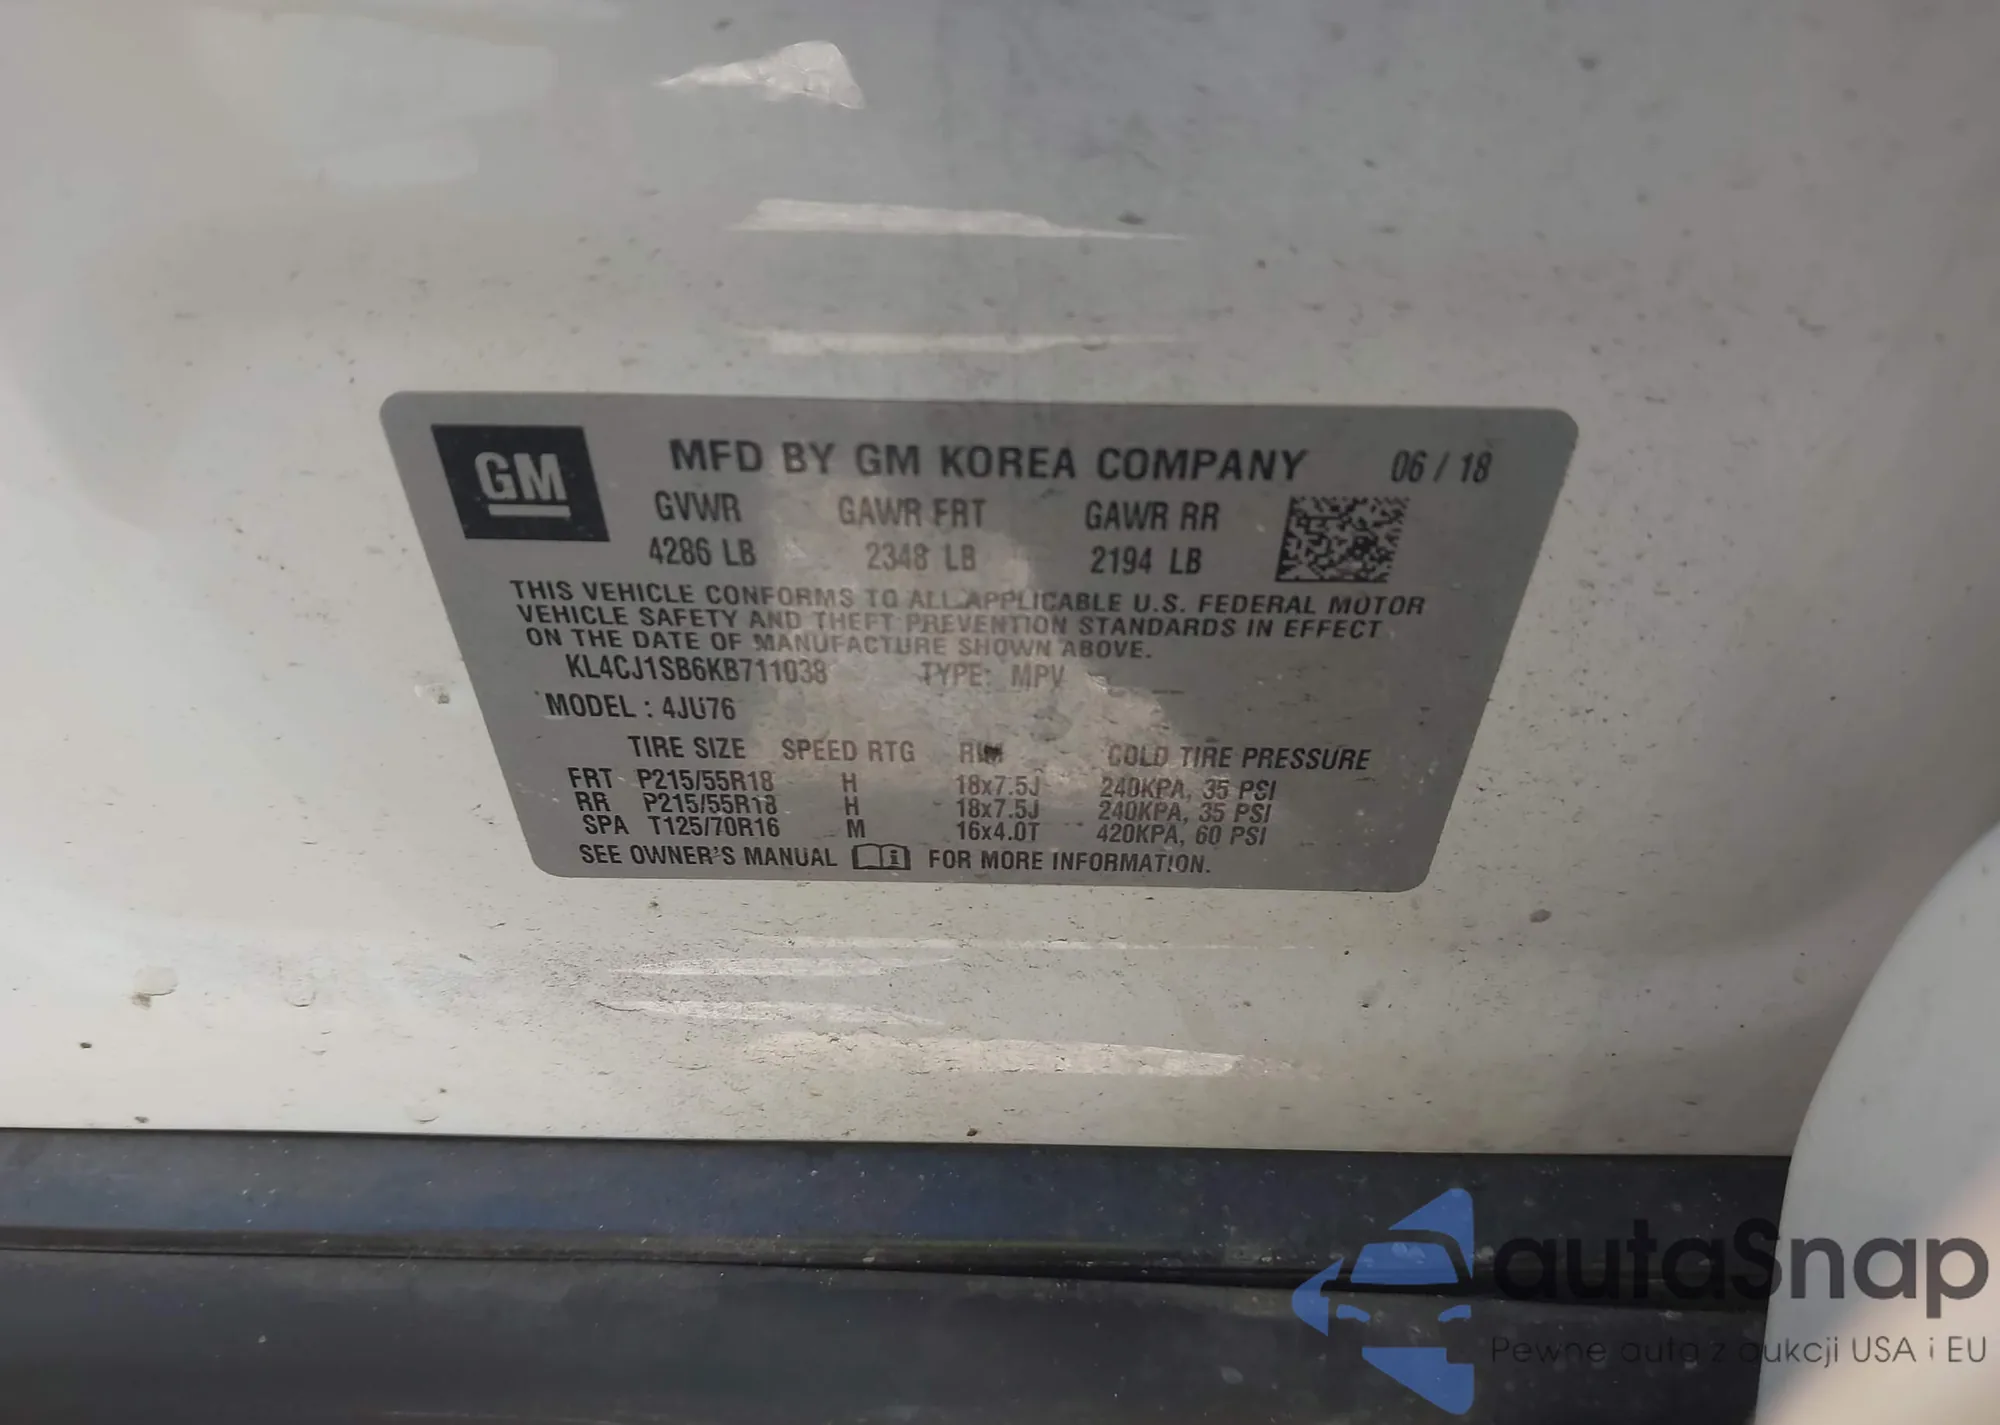 GM
MFD BY GM KOREA COMPANY 06 / 18
GVWR GAWR FRT GAWR RR
4286 LB 2348 LB 2194 LB
THIS VEHICLE CONFORMS TO ALL APPLICABLE U.S. FEDERAL MOTOR
VEHICLE SAFETY AND THEFT PREVENTION STANDARDS IN EFFECT
ON THE DATE OF MANUFACTURE SHOWN ABOVE.
KL4CJ1SB6KB711038 TYPE: MPV
MODEL : 4JU76
TIRE SIZE SPEED RTG RIM COLD TIRE PRESSURE
FRT P215/55R18 H 18x7.5J 240KPA, 35 PSI
RR P215/55R18 H 18x7.5J 240KPA, 35 PSI
SPA T125/70R16 M 16x4.0T 420KPA, 60 PSI
SEE OWNER'S MANUAL i FOR MORE INFORMATION.
autaSnap
Pewne auta z aukcji USA i EU